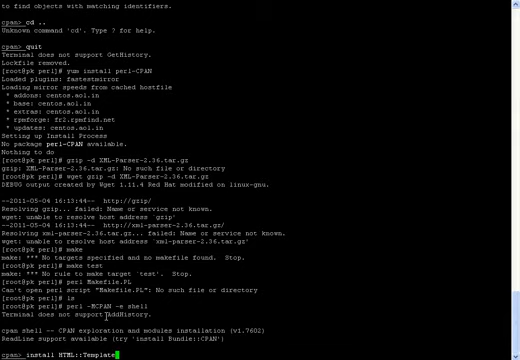 to find objects with matching identifiers.
cpan> cd ..
Unknown command 'cd'. Type ? for help.
cpan> quit
Terminal does not support GetHistory.
Lockfile removed.
[root@pk perl]# yum install perl-CPAN
Loaded plugins: fastestmirror
Loading mirror speeds from cached hostfile
* addons: centos.aol.in
* base: centos.aol.in
* extras: centos.aol.in
* rpmforge: fr2.rpmfind.net
* updates: centos.aol.in
Setting up Install Process
No package perl-CPAN available.
Nothing to do
[root@pk perl]# gzip -d XML-Parser-2.36.tar.gz
gzip: XML-Parser-2.36.tar.gz: No such file or directory
[root@pk perl]# wget gzip -d XML-Parser-2.36.tar.gz
DEBUG output created by Wget 1.11.4 Red Hat modified on linux-gnu.
--2011-05-04 16:13:44-- http://gzip/
Resolving gzip... failed: Name or service not known.
wget: unable to resolve host address `gzip'
--2011-05-04 16:13:44-- http://xml-parser-2.36.tar.gz/
Resolving xml-parser-2.36.tar.gz... failed: Name or service not known.
wget: unable to resolve host address `xml-parser-2.36.tar.gz'
[root@pk perl]# make
make: *** No targets specified and no makefile found. Stop.
[root@pk perl]# make test
make: *** No rule to make target `test'. Stop.
[root@pk perl]# perl Makefile.PL
Can't open perl script "Makefile.PL": No such file or directory
[root@pk perl]# ls
[root@pk perl]# perl -MCPAN -e shell
Terminal does not support AddHistory.
cpan shell -- CPAN exploration and modules installation (v1.7602)
ReadLine support available (try 'install Bundle::CPAN')
cpan> install HTML::Template